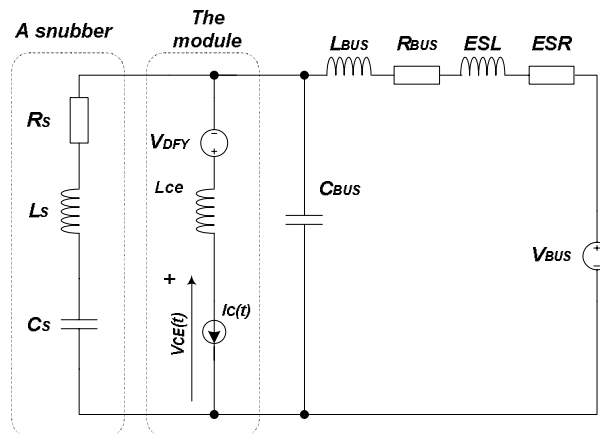 A snubber
The
module
LBUS RBUS ESL ESR
RS
VDFY
Lce
LS
CBUS
VBUS
+
IC(t)
VCE(t)
CS